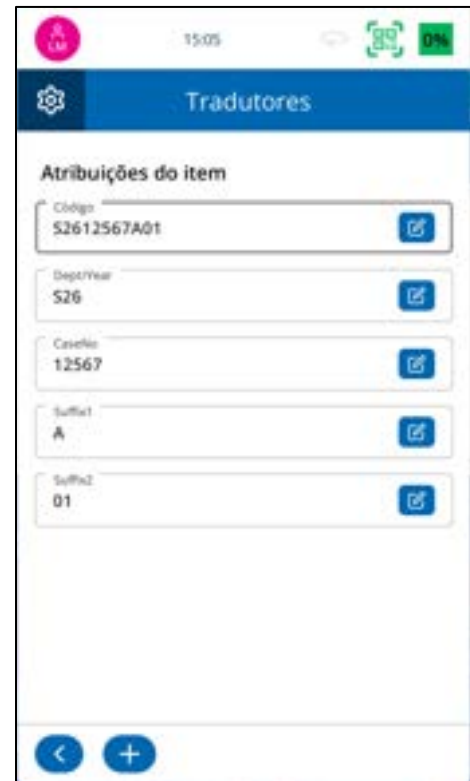 LM
15:05
0%
Tradutores
Atribuições do item
Código
S2612567A01
Dept/Year
S26
CaseNo
12567
Suffix1
A
Suffix2
01